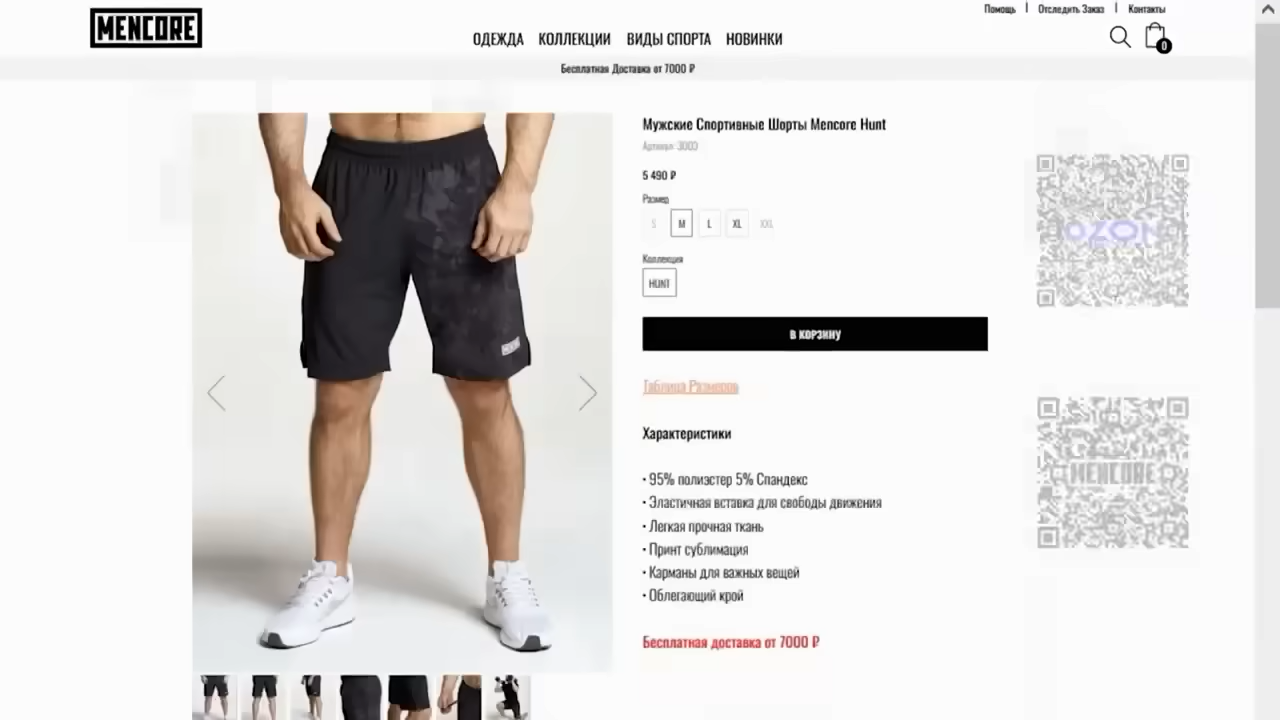 Помощь | Отследить Заказ | Контакты
MENCORE
ОДЕЖДА КОЛЛЕКЦИИ ВИДЫ СПОРТА НОВИНКИ
0
Бесплатная Доставка от 7000 ₽
Мужские Спортивные Шорты Mencore Hunt
Артикул: 3003
5 490 ₽
Размер
S M L XL XXL
Коллекция
HUNT
В КОРЗИНУ
Таблица Размеров
Характеристики
• 95% полиэстер 5% Спандекс
• Эластичная вставка для свободы движения
• Легкая прочная ткань
• Принт сублимация
• Карманы для важных вещей
• Облегающий крой
Бесплатная доставка от 7000 ₽
OZON
MENCORE